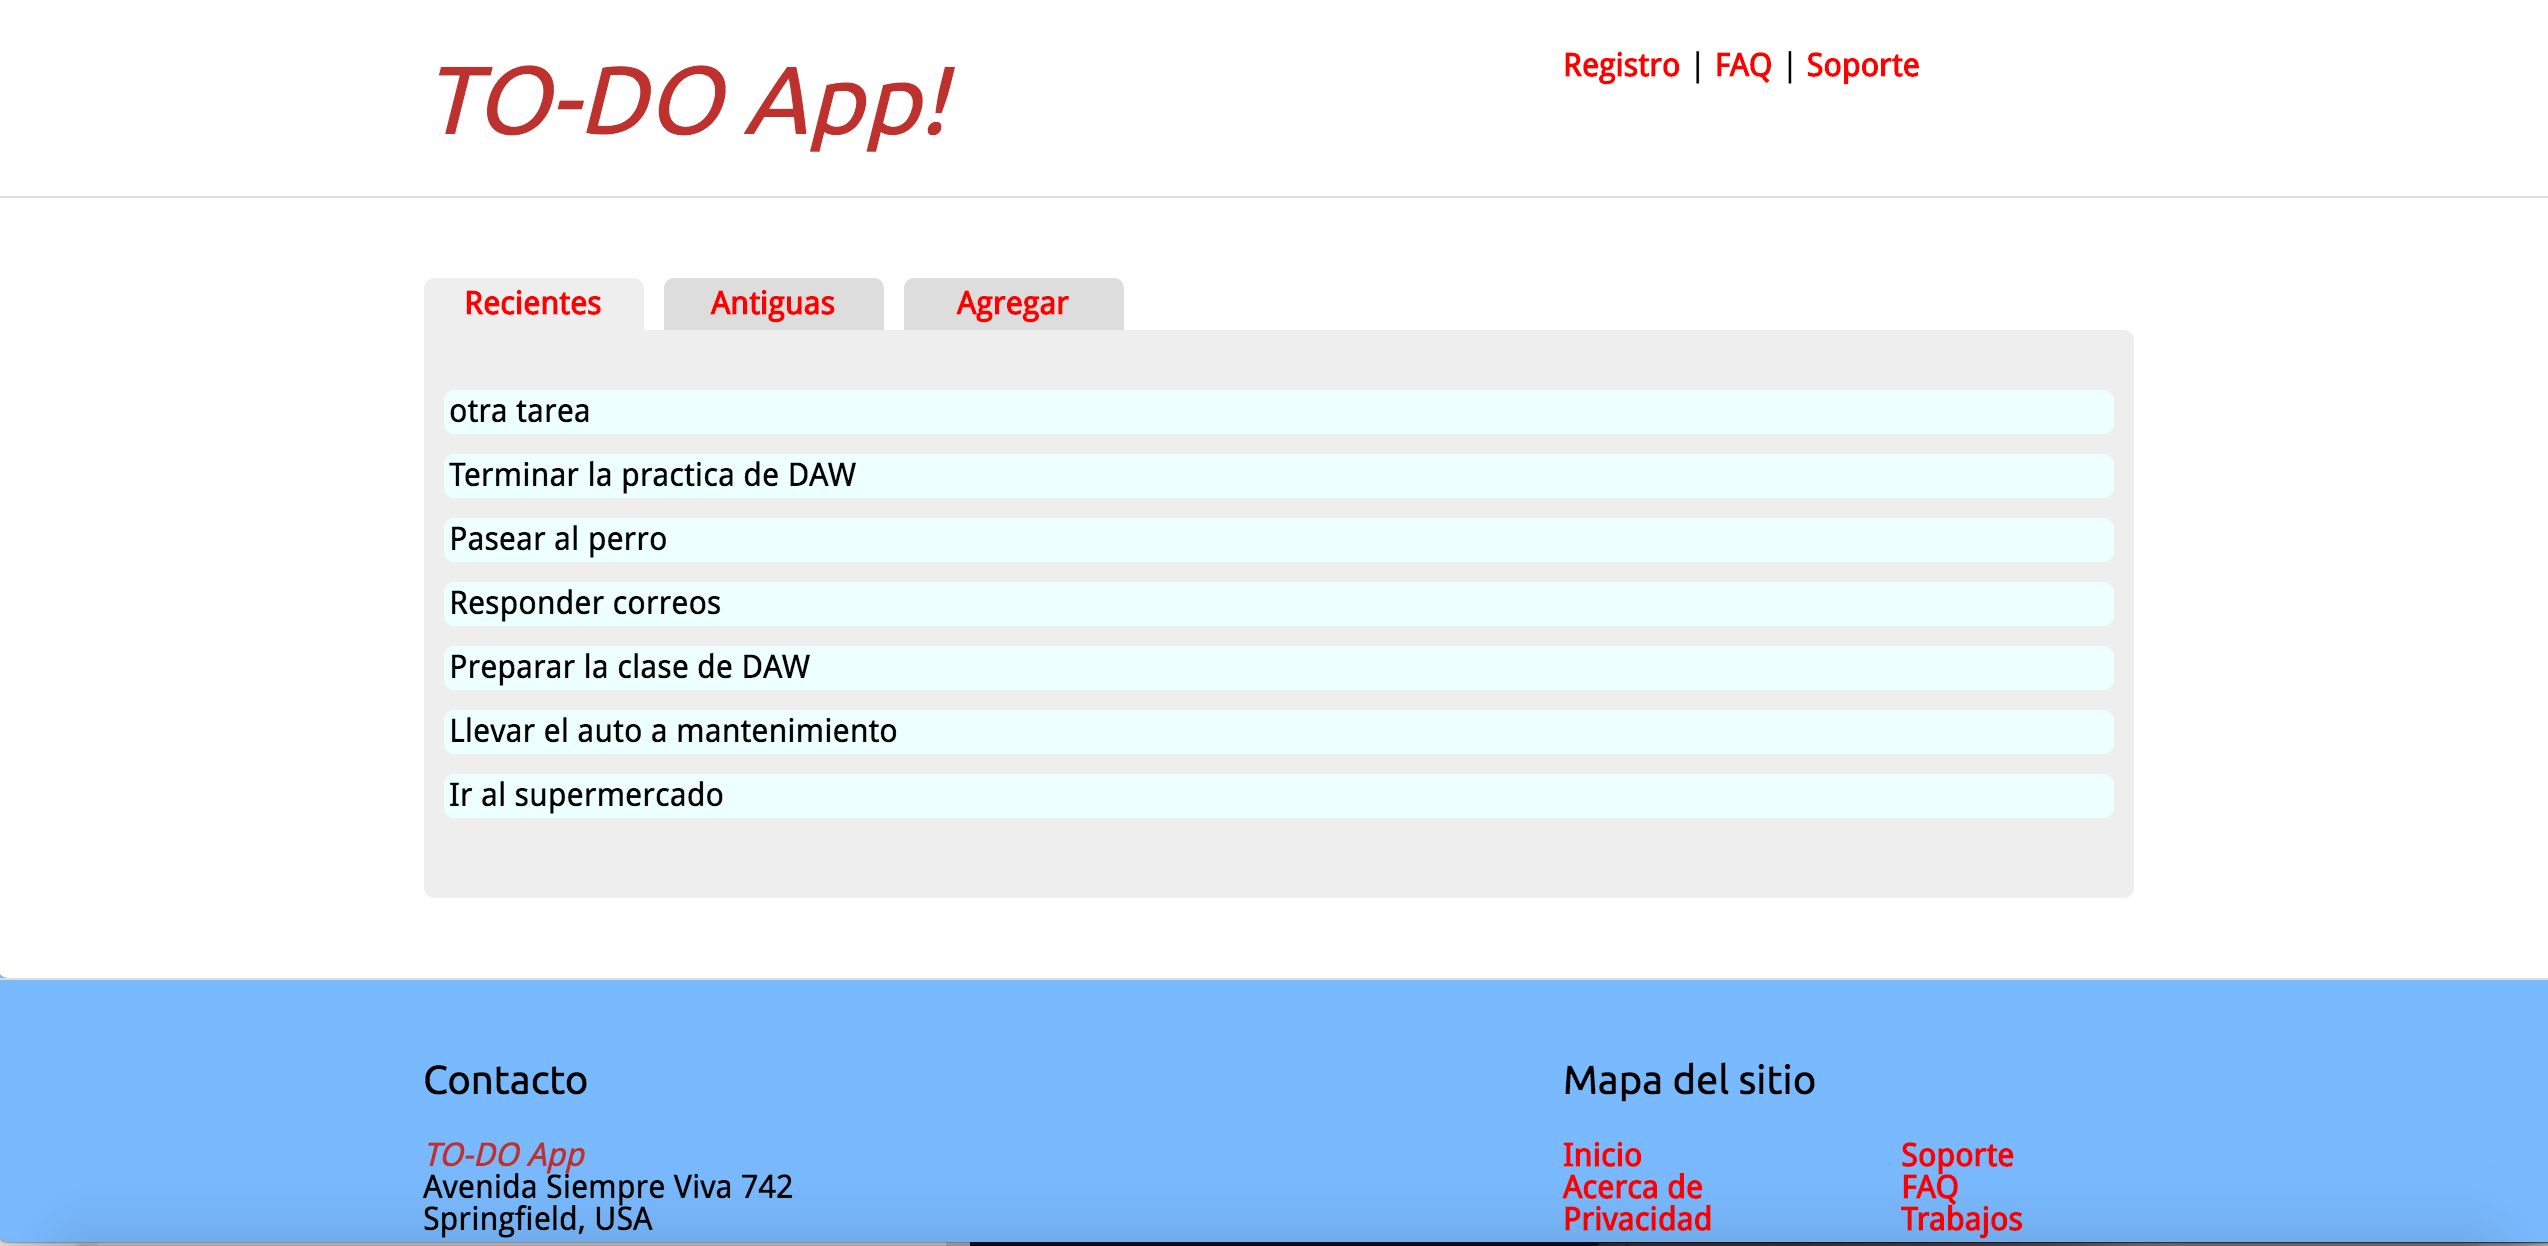 TO-DO App!
Registro | FAQ | Soporte
Recientes
Antiguas
Agregar
otra tarea
Terminar la practica de DAW
Pasear al perro
Responder correos
Preparar la clase de DAW
Llevar el auto a mantenimiento
Ir al supermercado
Contacto
TO-DO App
Avenida Siempre Viva 742
Springfield, USA
Mapa del sitio
Inicio
Acerca de
Privacidad
Soporte
FAQ
Trabajos